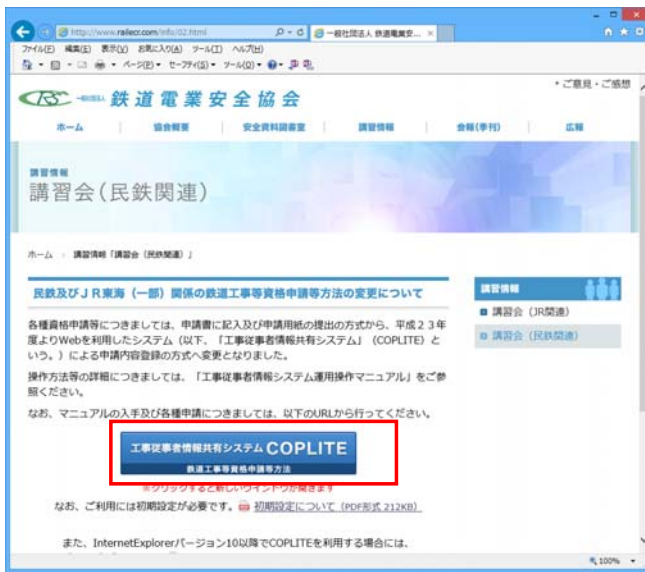 http://www.railecc.com/info/02.html
一般社団法人 鉄道電業安...
ファイル(F) 編集(E) 表示(V) お気に入り(A) ツール(T) ヘルプ(H)
ページ(P) セーフティ(S) ツール(O)
・ご意見・ご感想
一般社団法人 鉄道電業安全協会
ホーム 協会概要 安全資料図書室 講習情報 会報(季刊) 広報
講習情報
講習会(民鉄関連)
ホーム > 講習情報「講習会(民鉄関連)」
民鉄及びJR東海(一部)関係の鉄道工事等資格申請等方法の変更について
各種資格申請等につきましては、申請書に記入及び申請用紙の提出の方式から、平成23年
度よりWebを利用したシステム(以下、「工事従事者情報共有システム」(COPLITE)と
いう。)による申請内容登録の方式へ変更となりました。
操作方法等の詳細につきましては、「工事従事者情報システム運用操作マニュアル」をご参
照ください。
なお、マニュアルの入手及び各種申請につきましては、以下のURLから行ってください。
工事従事者情報共有システム COPLITE
鉄道工事等資格申請等方法
※クリックすると新しいウインドウが開きます
なお、ご利用には初期設定が必要です。 初期設定について(PDF形式 212KB)
また、InternetExplorerバージョン10以降でCOPLITEを利用する場合には、
講習情報
講習会(JR関連)
講習会(民鉄関連)
100%